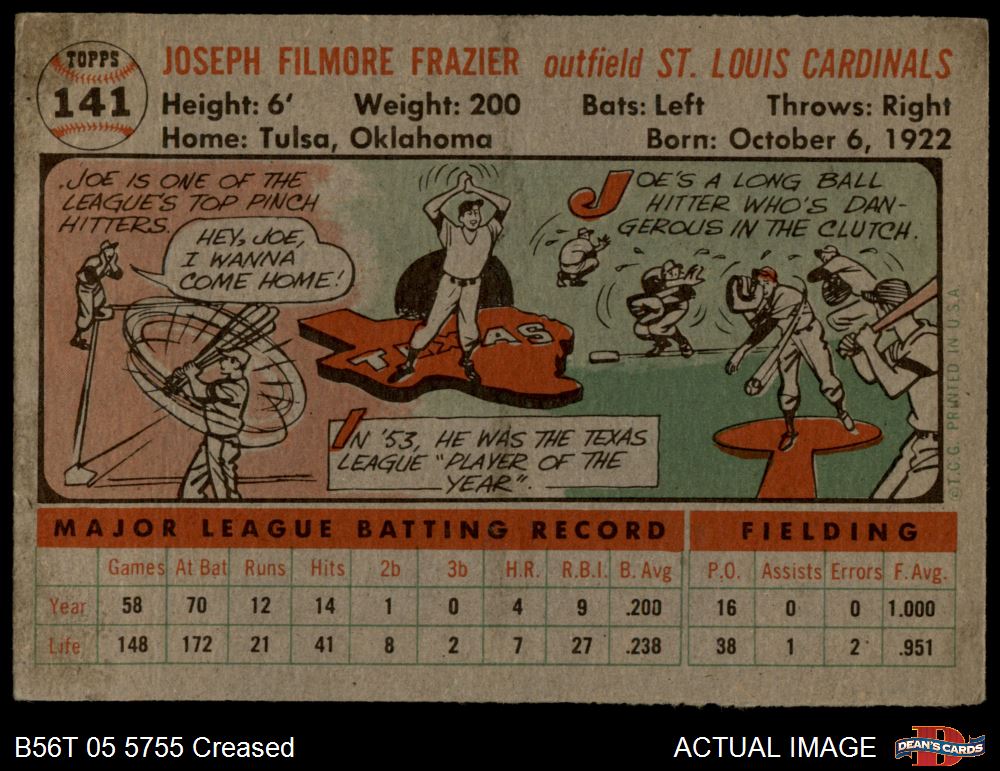 TOPPS
141
JOSEPH FILMORE FRAZIER outfield ST. LOUIS CARDINALS
Height: 6' Weight: 200 Bats: Left Throws: Right
Home: Tulsa, Oklahoma Born: October 6, 1922
JOE IS ONE OF THE
LEAGUE'S TOP PINCH
HITTERS.
HEY, JOE,
I WANNA
COME HOME!
TEXAS
IN '53, HE WAS THE TEXAS
LEAGUE "PLAYER OF THE
YEAR".
JOE'S A LONG BALL
HITTER WHO'S DAN-
GEROUS IN THE CLUTCH.
©T.C.G. PRINTED IN U.S.A.
MAJOR LEAGUE BATTING RECORD FIELDING
Games At Bat Runs Hits 2b 3b H.R. R.B.I. B. Avg P.O. Assists Errors F. Avg.
Year 58 70 12 14 1 0 4 9 .200 16 0 0 1.000
Life 148 172 21 41 8 2 7 27 .238 38 1 2 .951
B56T 05 5755 Creased ACTUAL IMAGE DEAN'S CARDS